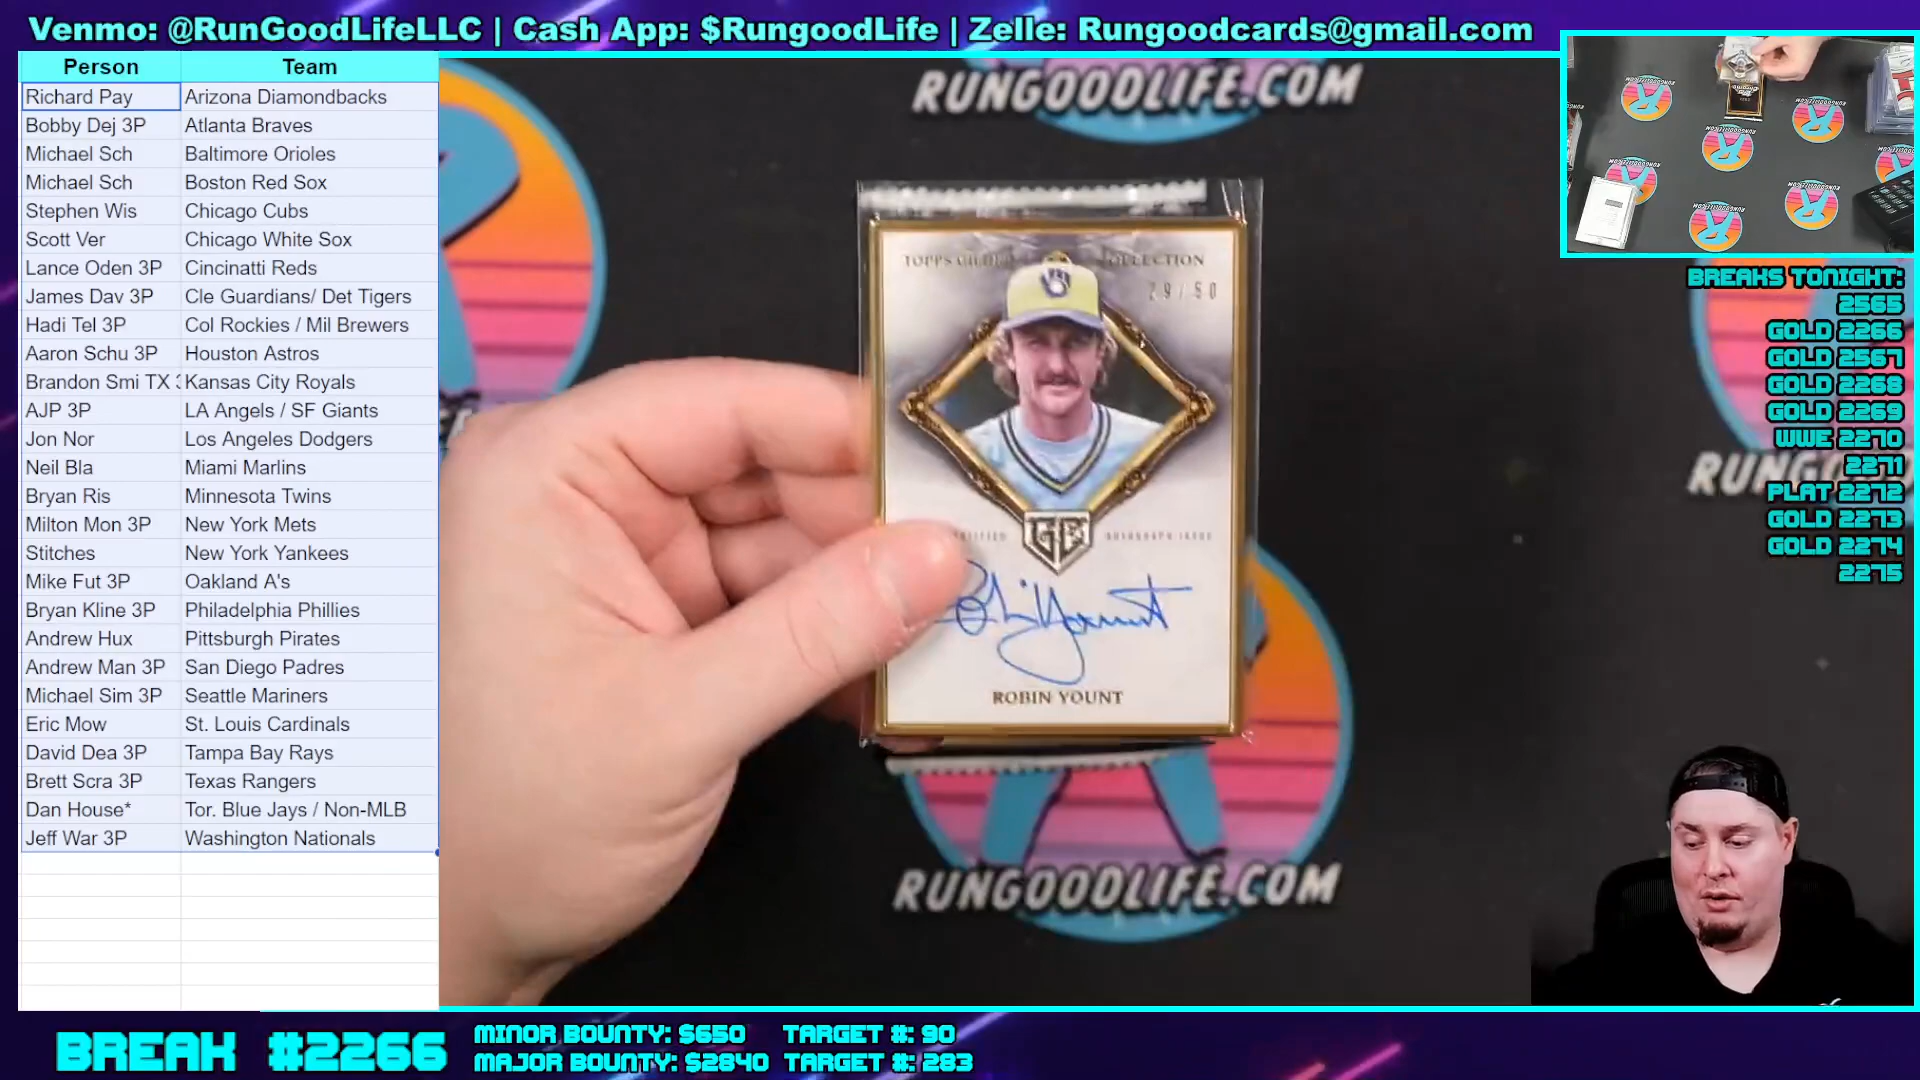 Venmo: @RunGoodLifeLLC | Cash App: $RungoodLife | Zelle: Rungoodcards@gmail.com
Person Team
Richard Pay Arizona Diamondbacks
Bobby Dej 3P Atlanta Braves
Michael Sch Baltimore Orioles
Michael Sch Boston Red Sox
Stephen Wis Chicago Cubs
Scott Ver Chicago White Sox
Lance Oden 3P Cincinatti Reds
James Dav 3P Cle Guardians/ Det Tigers
Hadi Tel 3P Col Rockies / Mil Brewers
Aaron Schu 3P Houston Astros
Brandon Smi TX Kansas City Royals
AJP 3P LA Angels / SF Giants
Jon Nor Los Angeles Dodgers
Neil Bla Miami Marlins
Bryan Ris Minnesota Twins
Milton Mon 3P New York Mets
Stitches New York Yankees
Mike Fut 3P Oakland A's
Bryan Kline 3P Philadelphia Phillies
Andrew Hux Pittsburgh Pirates
Andrew Man 3P San Diego Padres
Michael Sim 3P Seattle Mariners
Eric Mow St. Louis Cardinals
David Dea 3P Tampa Bay Rays
Brett Scra 3P Texas Rangers
Dan House* Tor. Blue Jays / Non-MLB
Jeff War 3P Washington Nationals
RUNGOODLIFE.COM
TOPPS
29/50
AUTOGRAPH ISSUE
Robin Yount
ROBIN YOUNT
RUNGOODLIFE.COM
BREAKS TONIGHT:
2565
GOLD 2266
GOLD 2567
GOLD 2268
GOLD 2269
WWE 2270
2271
PLAT 2272
GOLD 2273
GOLD 2274
2275
BREAK #2266
MINOR BOUNTY: $650 TARGET #: 90
MAJOR BOUNTY: $2840 TARGET #: 283